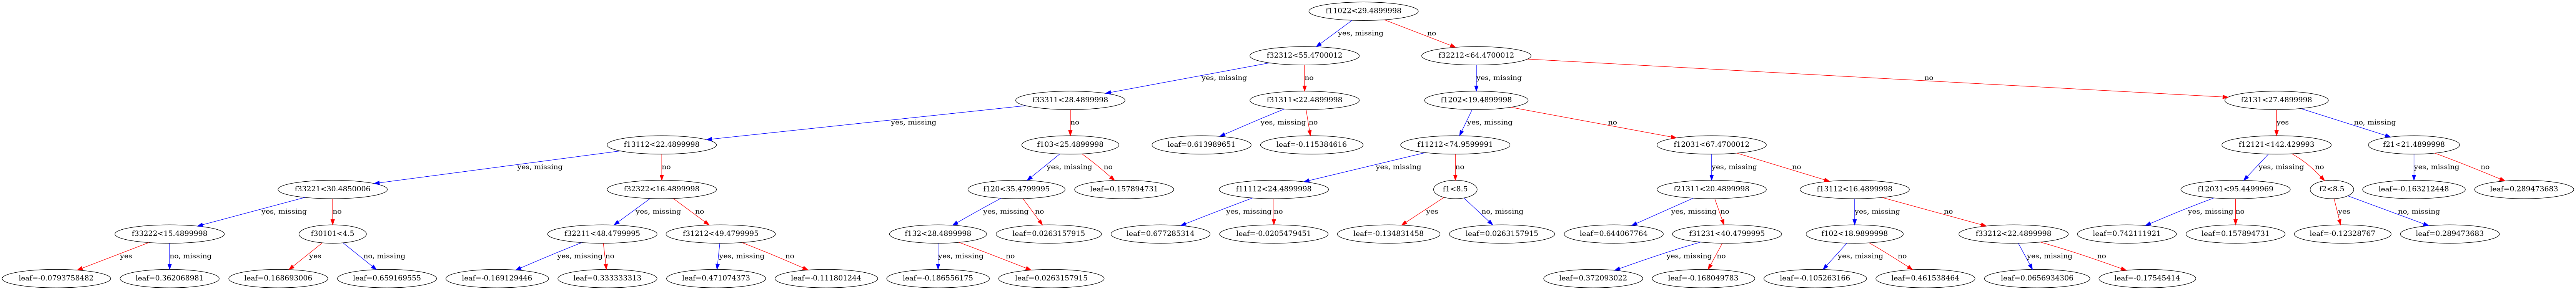 f11022<29.4899998
yes, missing
no
f32312<55.4700012
f32212<64.4700012
yes, missing
no
yes, missing
no
f33311<28.4899998
f31311<22.4899998
f1202<19.4899998
f2131<27.4899998
yes, missing
no
yes, missing
no
yes, missing
no
yes
no, missing
f13112<22.4899998
f103<25.4899998
leaf=0.613989651
leaf=-0.115384616
f11212<74.9599991
f12031<67.4700012
f12121<142.429993
f21<21.4899998
yes, missing
no
yes, missing
no
yes, missing
no
yes, missing
no
yes, missing
no
yes, missing
no
f33221<30.4850006
f32322<16.4899998
f120<35.4799995
leaf=0.157894731
f11112<24.4899998
f1<8.5
f21311<20.4899998
f13112<16.4899998
f12031<95.4499969
f2<8.5
leaf=-0.163212448
leaf=0.289473683
yes, missing
no
yes, missing
no
yes, missing
no
yes, missing
no
yes
no, missing
yes, missing
no
yes, missing
no
yes, missing
no
yes
no, missing
f33222<15.4899998
f30101<4.5
f32211<48.4799995
f31212<49.4799995
f132<28.4899998
leaf=0.0263157915
leaf=0.677285314
leaf=-0.0205479451
leaf=-0.134831458
leaf=0.0263157915
leaf=0.644067764
f31231<40.4799995
f102<18.9899998
f33212<22.4899998
leaf=0.742111921
leaf=0.157894731
leaf=-0.12328767
leaf=0.289473683
yes
no, missing
yes
no, missing
yes, missing
no
yes, missing
no
yes, missing
no
yes, missing
no
yes, missing
no
yes, missing
no
leaf=-0.0793758482
leaf=0.362068981
leaf=0.168693006
leaf=0.659169555
leaf=-0.169129446
leaf=0.333333313
leaf=0.471074373
leaf=-0.111801244
leaf=-0.186556175
leaf=0.0263157915
leaf=0.372093022
leaf=-0.168049783
leaf=-0.105263166
leaf=0.461538464
leaf=0.0656934306
leaf=-0.17545414